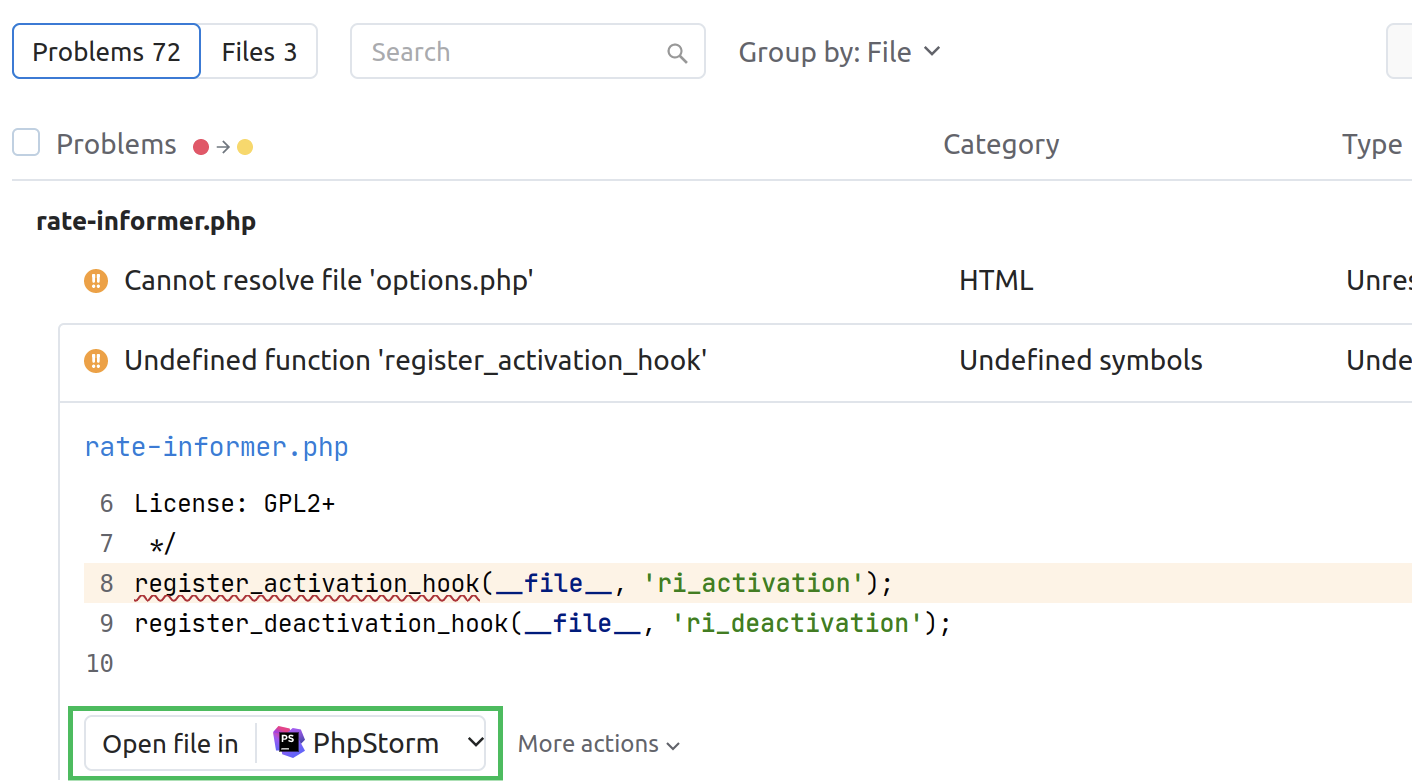 Problems 72 Files 3 Search Group by: File
Problems Category Type
rate-informer.php
Cannot resolve file 'options.php' HTML Unres
Undefined function 'register_activation_hook' Undefined symbols Unde
rate-informer.php
6 License: GPL2+
7 */
8 register_activation_hook(__file__, 'ri_activation');
9 register_deactivation_hook(__file__, 'ri_deactivation');
10
Open file in PS PhpStorm More actions